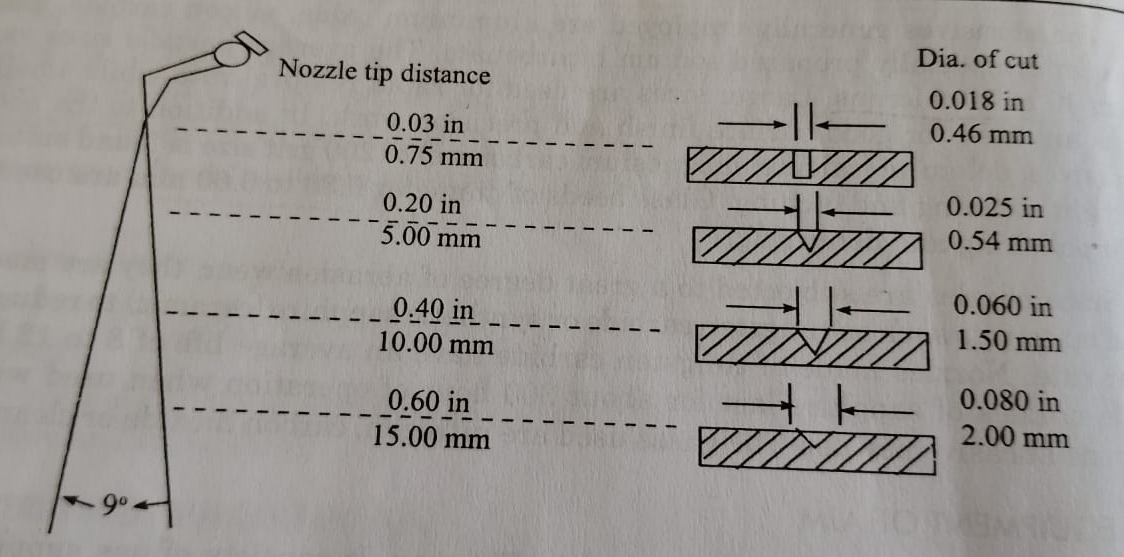 Nozzle tip distance
Dia. of cut
0.03 in
0.75 mm
0.018 in
0.46 mm
0.20 in
5.00 mm
0.025 in
0.54 mm
0.40 in
10.00 mm
0.060 in
1.50 mm
0.60 in
15.00 mm
0.080 in
2.00 mm
9°